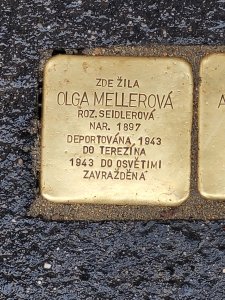 ZDE ŽILA
OLGA MELLEROVÁ
ROZ. SEIDLEROVÁ
NAR. 1897
DEPORTOVÁNA 1943
DO TEREZÍNA
1943 DO OSVĚTIMI
ZAVRAŽDĚNA